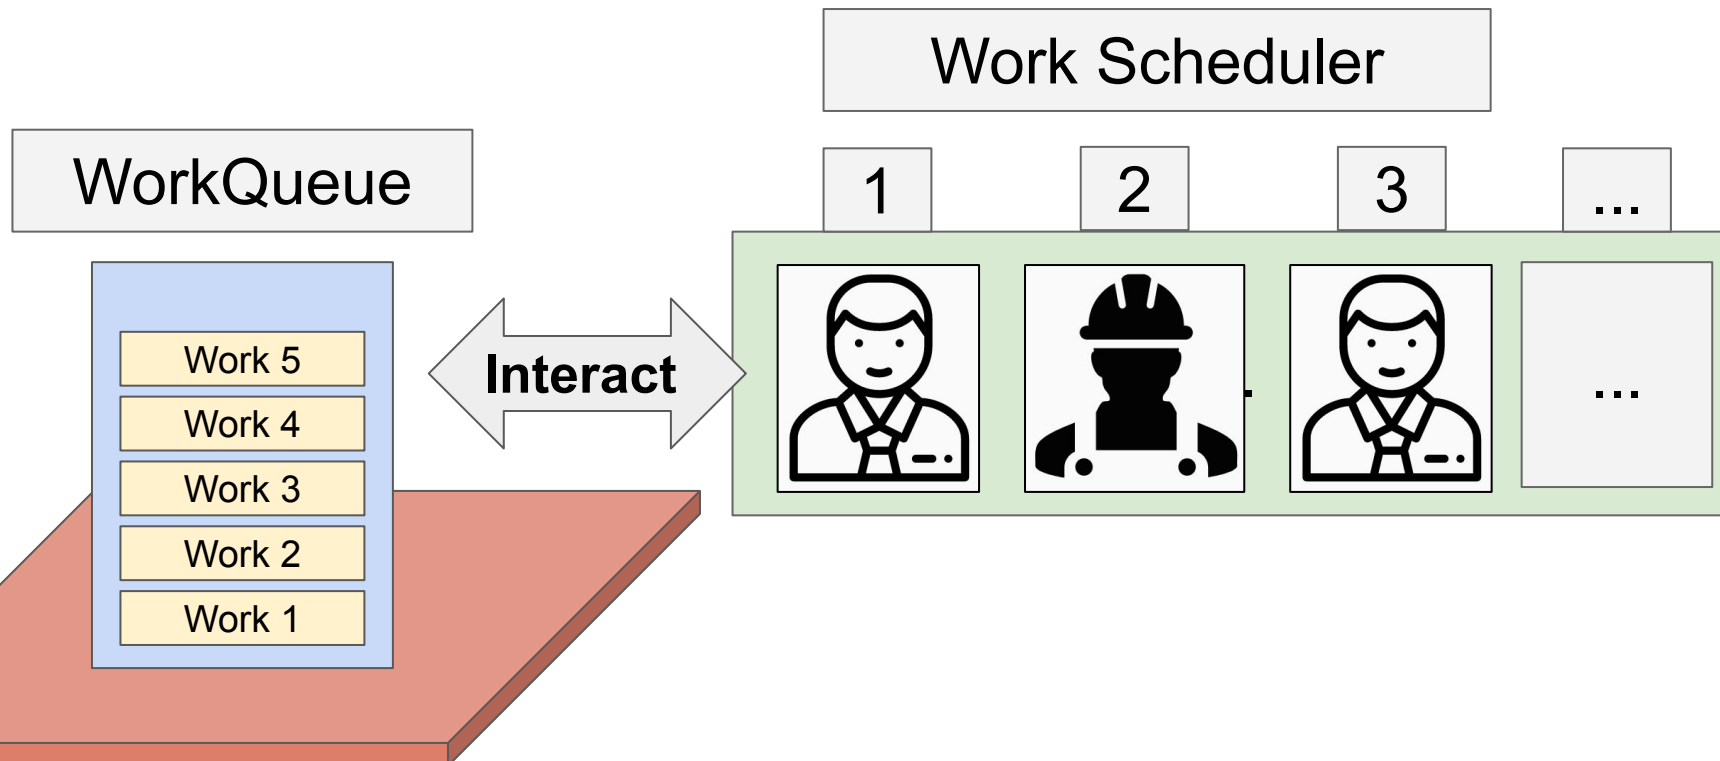 Work Scheduler
WorkQueue
1
2
3
...
Work 5
Work 4
Work 3
Work 2
Work 1
Interact
.
...